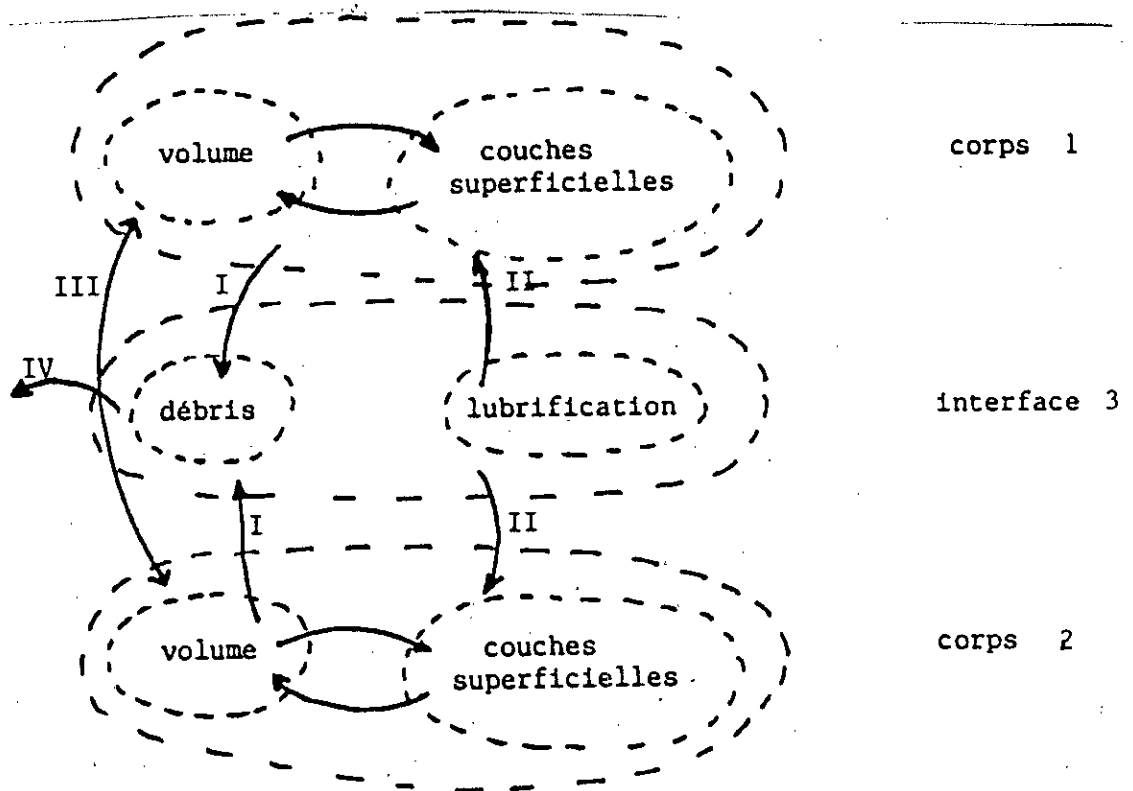 volume
couches
superficielles
corps 1
III
I
II
IV
débris
lubrification
interface 3
I
II
volume
couches
superficielles
corps 2